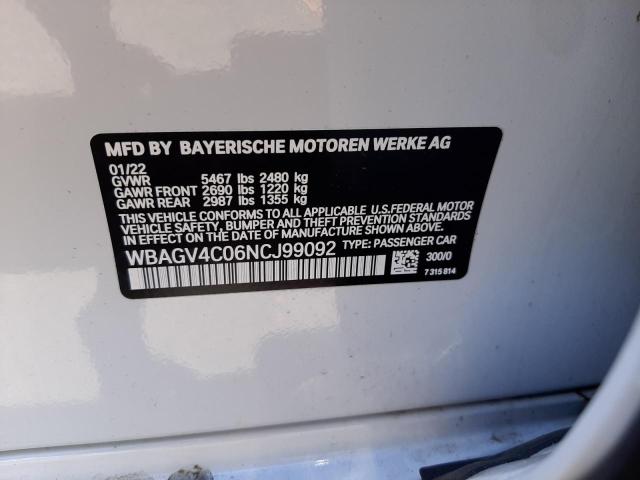 MFD BY BAYERISCHE MOTOREN WERKE AG
01/22
GVWR 5467 lbs 2480 kg
GAWR FRONT 2690 lbs 1220 kg
GAWR REAR 2987 lbs 1355 kg
THIS VEHICLE CONFORMS TO ALL APPLICABLE U.S.FEDERAL MOTOR
VEHICLE SAFETY, BUMPER AND THEFT PREVENTION STANDARDS
IN EFFECT ON THE DATE OF MANUFACTURE SHOWN ABOVE.
WBAGV4C06NCJ99092 TYPE: PASSENGER CAR
300/0
7 315 814